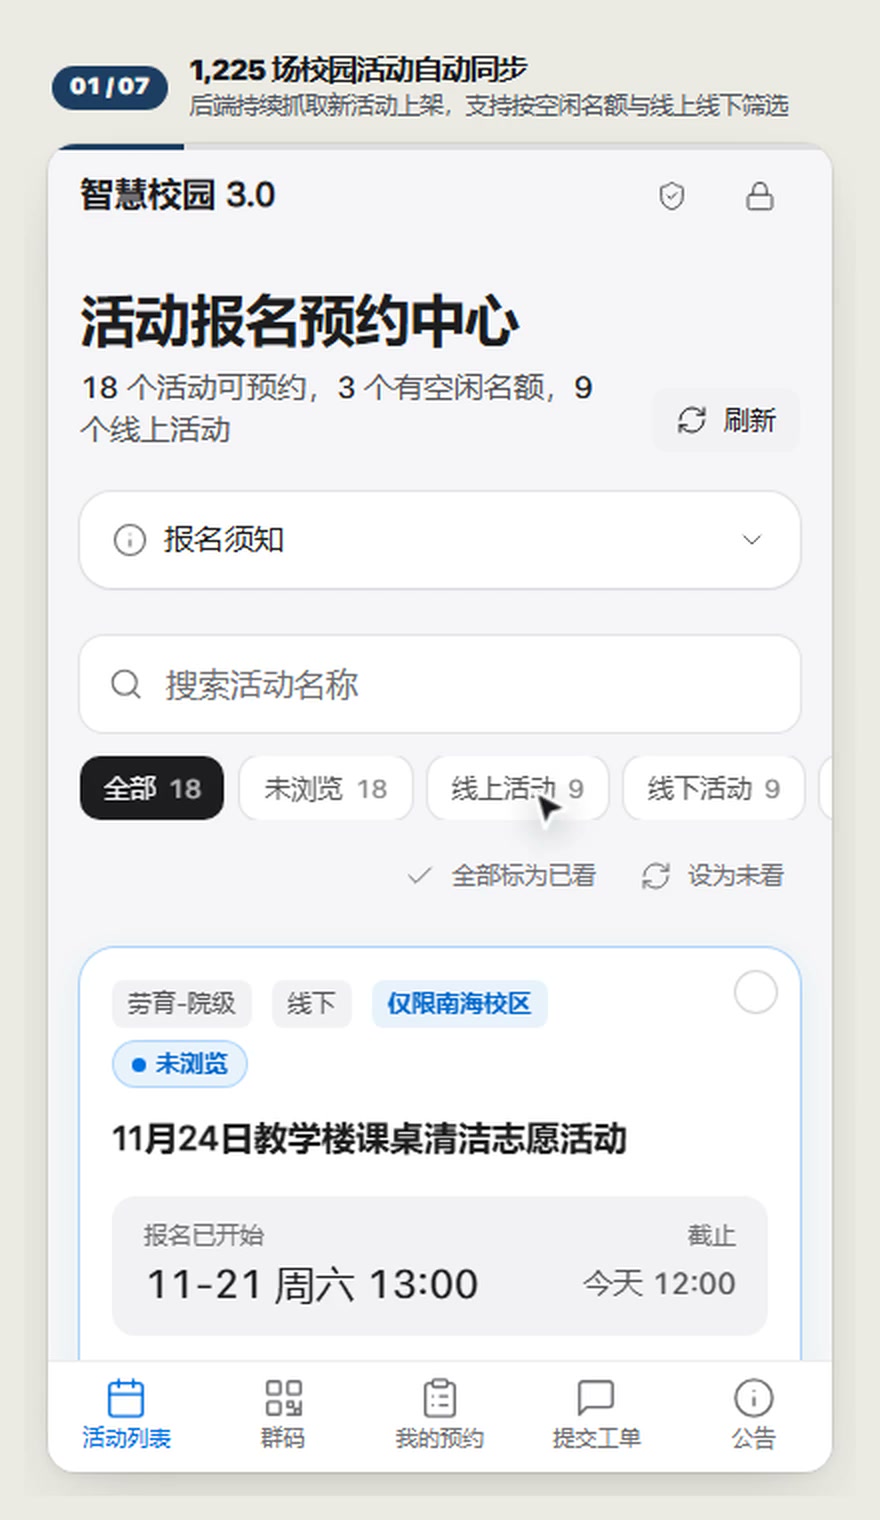 01/07
1,225 场校园活动自动同步
后端持续抓取新活动上架，支持按空闲名额与线上线下筛选
智慧校园 3.0
活动报名预约中心
18 个活动可预约，3 个有空闲名额，9
个线上活动
刷新
报名须知
搜索活动名称
全部 18 未浏览 18 线上活动 9 线下活动 9
全部标为已看 设为未看
劳育-院级 线下 仅限南海校区
未浏览
11月24日教学楼课桌清洁志愿活动
报名已开始 截止
11-21 周六 13:00 今天 12:00
活动列表 群码 我的预约 提交工单 公告